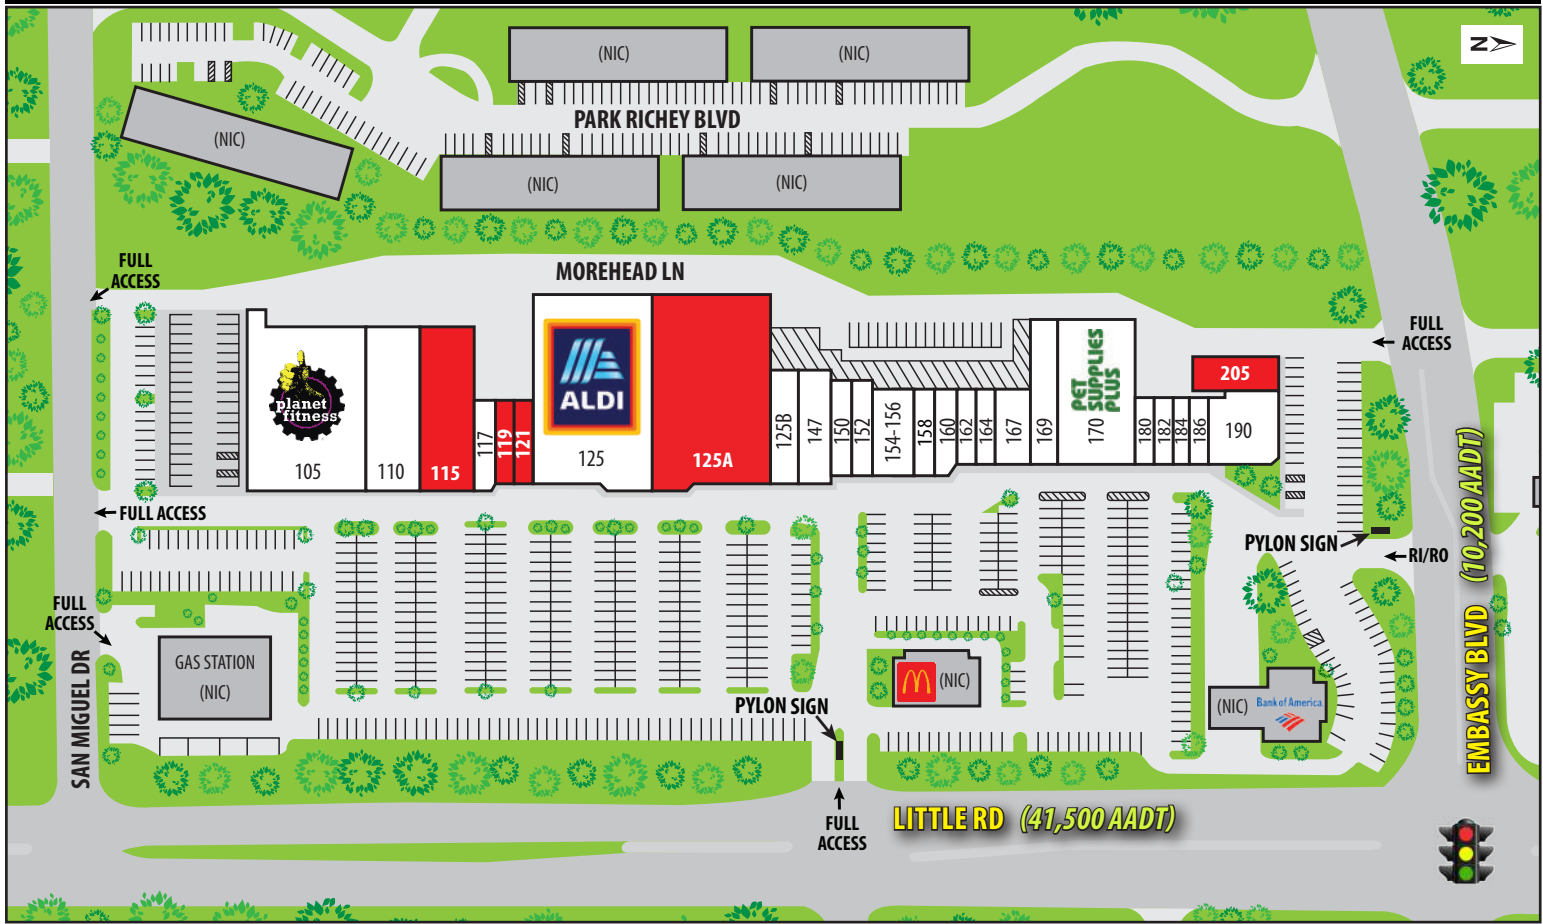 N
(NIC)
(NIC)
PARK RICHEY BLVD
(NIC)
(NIC)
(NIC)
FULL
ACCESS
MOREHEAD LN
FULL
ACCESS
planet
fitness
105
110
115
117
119
121
ALDI
125
125A
125B
147
150
152
154-156
158
160
162
164
167
169
PET
SUPPLIES
PLUS
170
180
182
184
186
190
205
FULL ACCESS
PYLON SIGN
RI/RO
EMBASSY BLVD (10,200 AADT)
FULL
ACCESS
SAN MIGUEL DR
GAS STATION
(NIC)
PYLON SIGN
(NIC)
(NIC)
Bank of America
FULL
ACCESS
LITTLE RD (41,500 AADT)